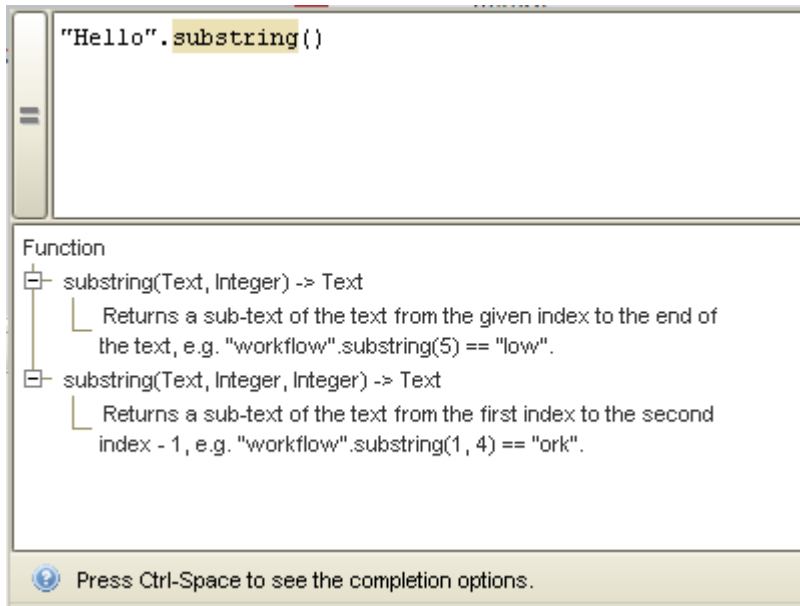 "Hello".substring()
Function
substring(Text, Integer) -> Text
Returns a sub-text of the text from the given index to the end of
the text, e.g. "workflow".substring(5) == "low".
substring(Text, Integer, Integer) -> Text
Returns a sub-text of the text from the first index to the second
index - 1, e.g. "workflow".substring(1, 4) == "ork".
Press Ctrl-Space to see the completion options.